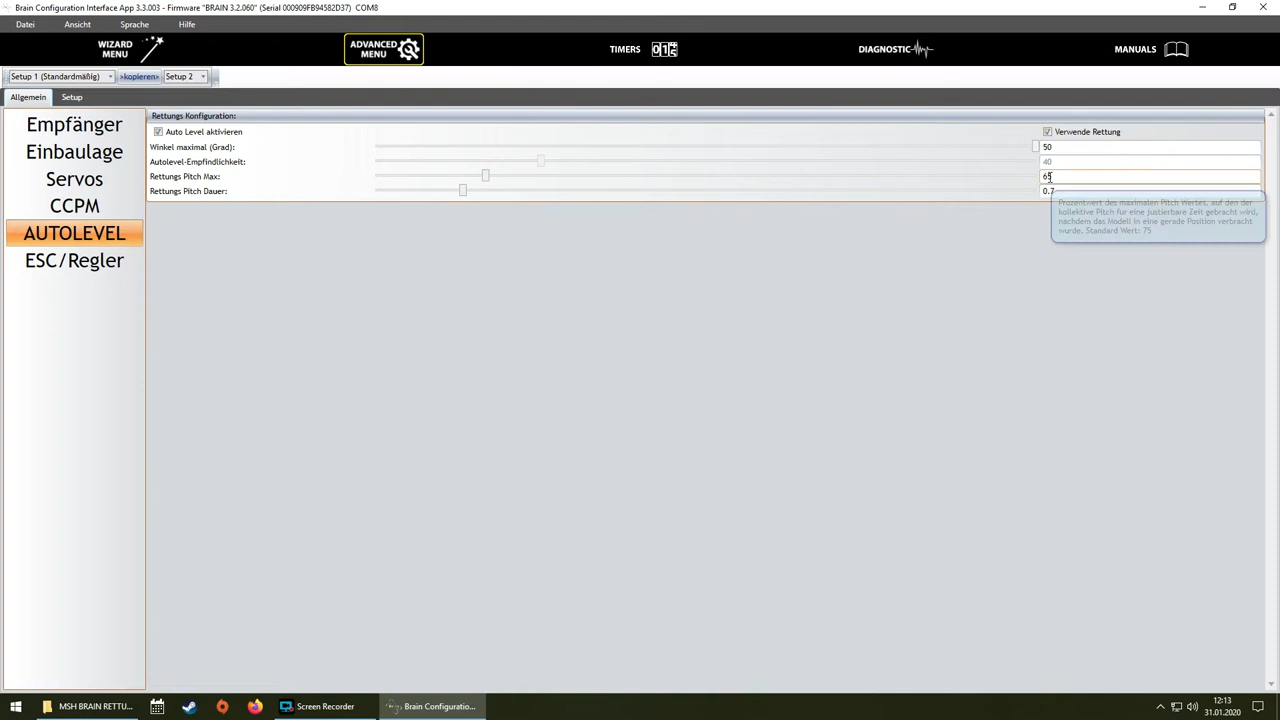 Brain Configuration Interface App 3.3.003 - Firmware "BRAIN 3.2.060" (Serial 000909FB94582D37) COM8
Datei Ansicht Sprache Hilfe
WIZARD MENU
ADVANCED MENU
TIMERS
DIAGNOSTIC
MANUALS
Setup 1 (Standardmäßig) >kopieren> Setup 2
Allgemein Setup
Empfänger
Einbaulage
Servos
CCPM
AUTOLEVEL
ESC/Regler
Rettungs Konfiguration:
Auto Level aktivieren Verwende Rettung
Winkel maximal (Grad): 50
Autolevel-Empfindlichkeit: 40
Rettungs Pitch Max: 65
Rettungs Pitch Dauer: 0.7
Prozentwert des maximalen Pitch Wertes, auf den der
kollektive Pitch für eine justierbare Zeit gebracht wird,
nachdem das Modell in eine gerade Position verbracht
wurde. Standard Wert: 75
MSH BRAIN RETTU... Screen Recorder Brain Configuratio...
12:13
31.01.2020